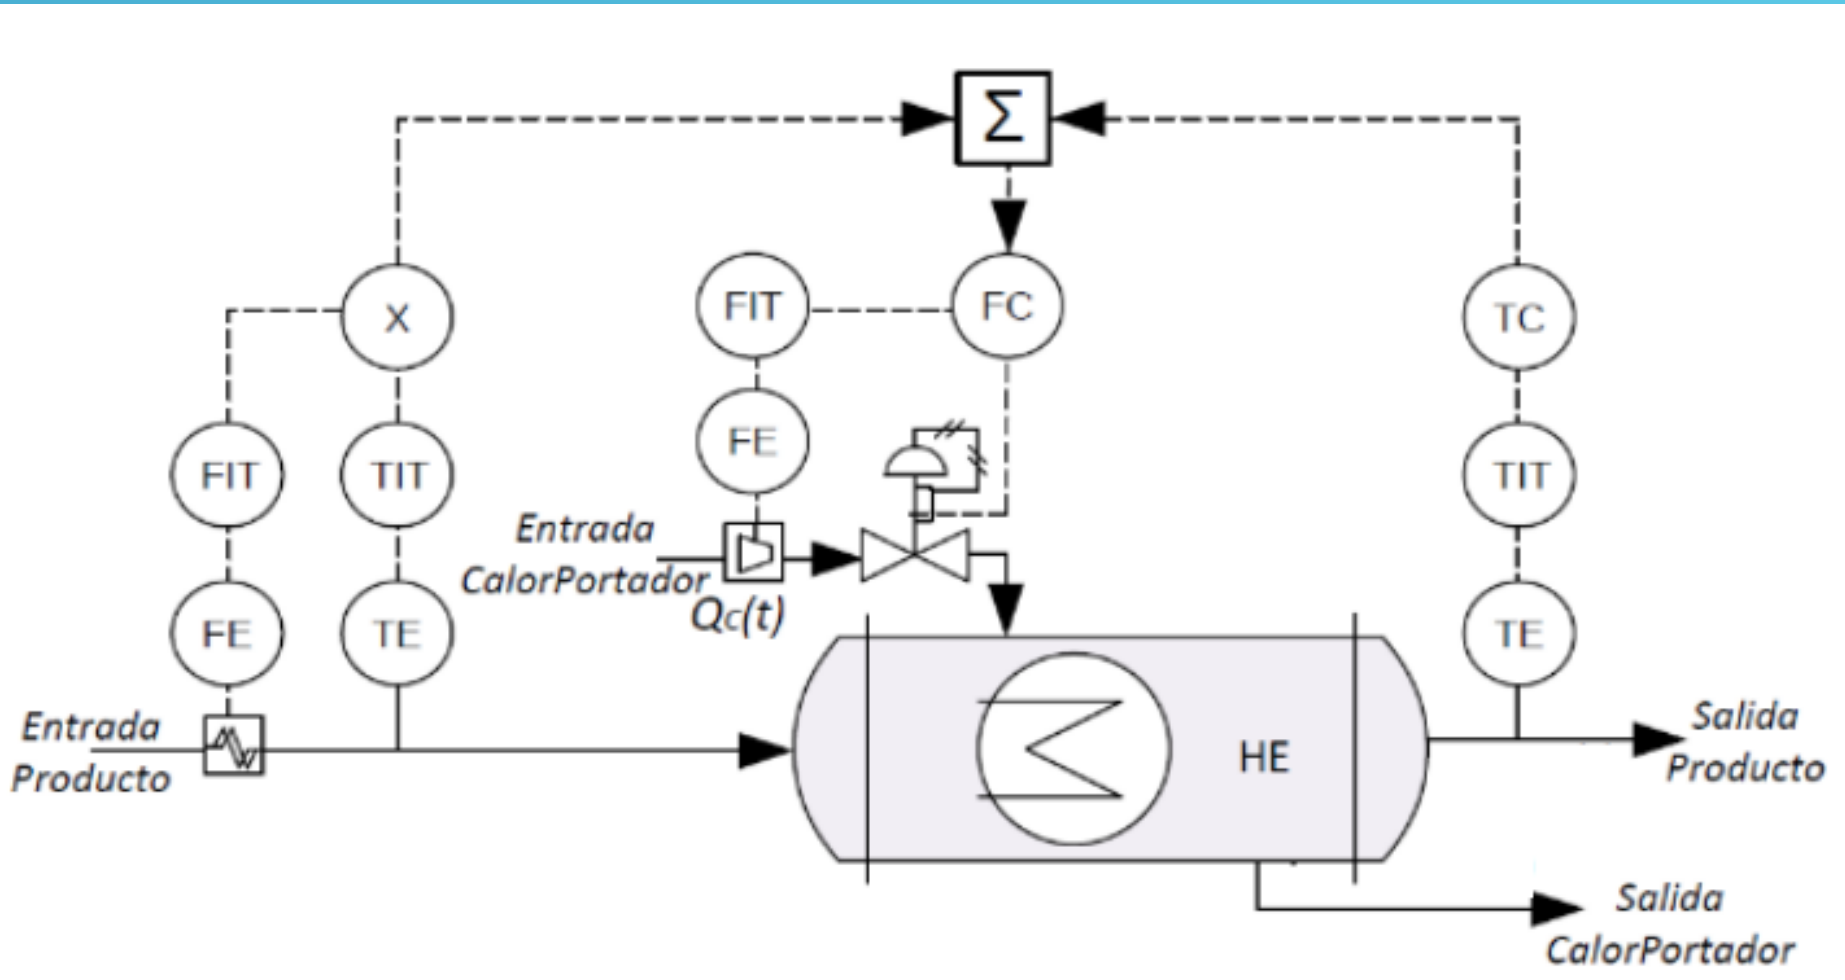 Σ
X
FIT
FC
TC
FIT
TIT
FE
TIT
FE
TE
Entrada
CalorPortador
Qc(t)
TE
Entrada
Producto
HE
Salida
Producto
Salida
CalorPortador